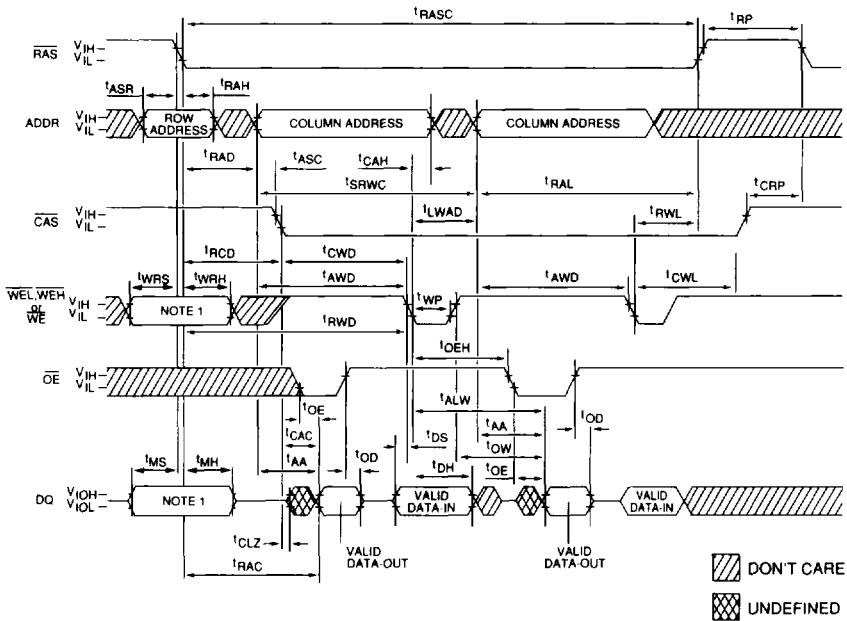 tRASC
tRP
RAS
VIH
VIL
tASR
tRAH
ADDR
VIH
VIL
ROW
ADDRESS
COLUMN ADDRESS
COLUMN ADDRESS
tRAD
tASC
tCAH
tSRWC
tRAL
tCRP
CAS
VIH
VIL
tLWAD
tRWL
tRCD
tCWD
tWRS
tWRH
tAWD
tAWD
tCWL
WEL, WEH
or
WE
VIH
VIL
NOTE 1
tWP
tRWD
tOEH
OE
VIH
VIL
tOE
tALW
tOD
tCAC
tDS
tAA
tAA
tOD
tOW
tMS
tMH
tDH
tOE
DQ
VIOH
VIOL
NOTE 1
VALID
DATA-IN
VALID
DATA-IN
tCLZ
VALID
DATA-OUT
VALID
DATA-OUT
tRAC
DON'T CARE
UNDEFINED